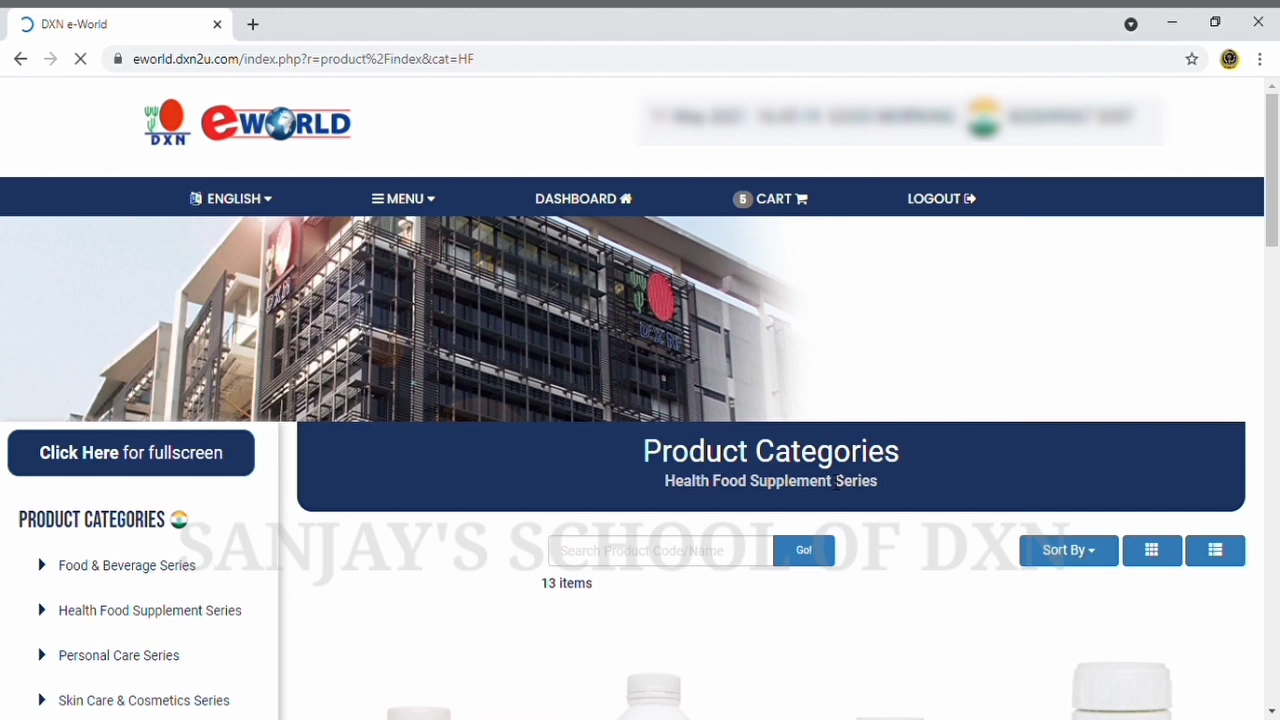 DXN e-World
eworld.dxn2u.com/index.php?r=product%2Findex&cat=HF
DXN eWORLD
ENGLISH MENU DASHBOARD 5 CART LOGOUT
DXN
Click Here for fullscreen
Product Categories
Health Food Supplement Series
PRODUCT CATEGORIES
SANJAY'S SCHOOL OF DXN
Search Product Code/Name Go! Sort By
13 items
Food & Beverage Series
Health Food Supplement Series
Personal Care Series
Skin Care & Cosmetics Series